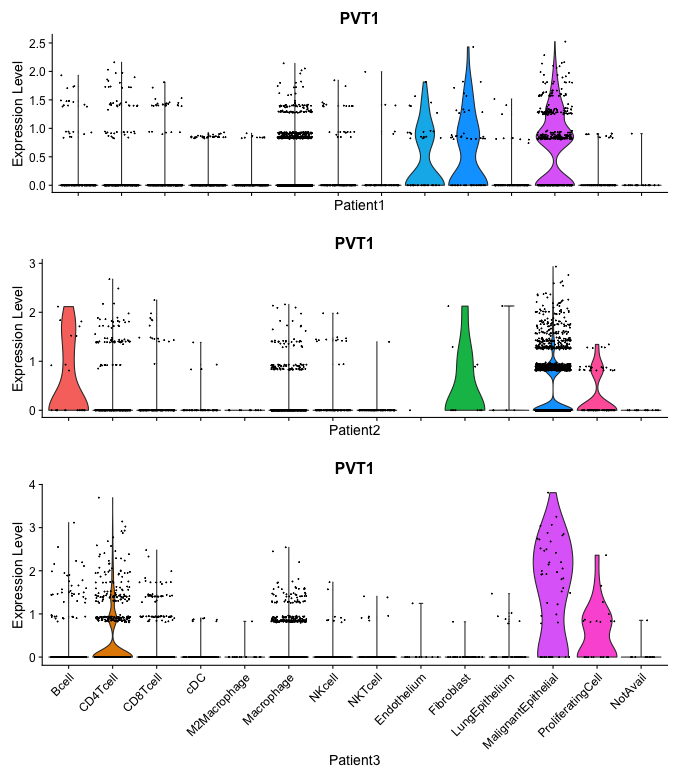 PVT1
Expression Level
2.5
2.0
1.5
1.0
0.5
0.0
Patient1
PVT1
Expression Level
3
2
1
0
Patient2
PVT1
Expression Level
4
3
2
1
0
Bcell
CD4Tcell
CD8Tcell
cDC
M2Macrophage
Macrophage
NKcell
NKTcell
Endothelium
Fibroblast
LungEpithelium
MalignantEpithelial
ProliferatingCell
NotAvail
Patient3